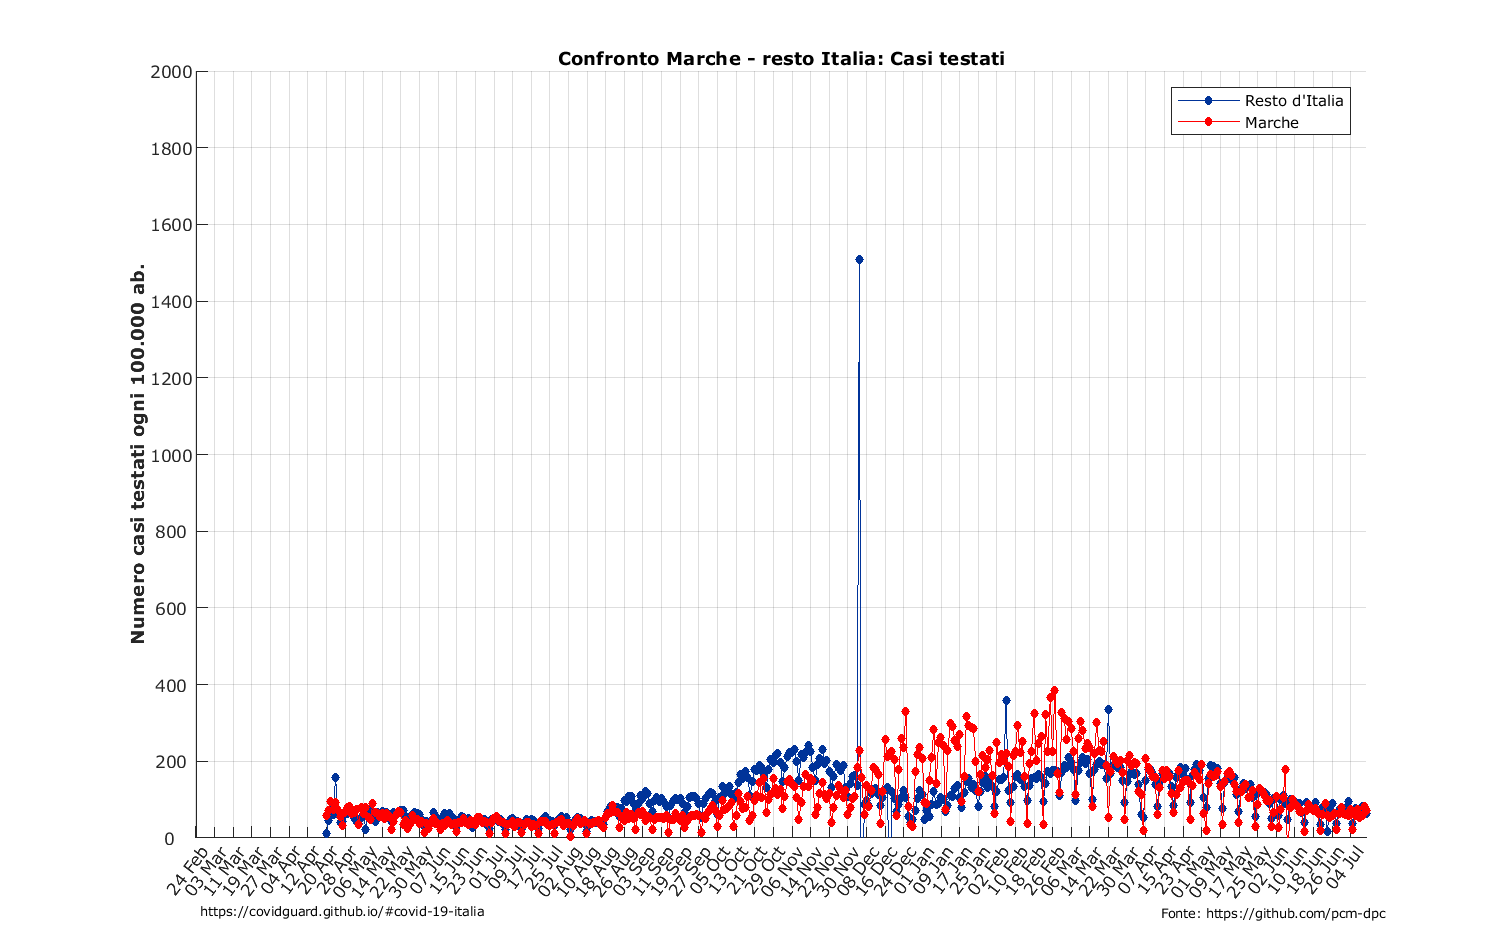 Confronto Marche - resto Italia: Casi testati
Resto d'Italia
Marche
Numero casi testati ogni 100.000 ab.
2000
1800
1600
1400
1200
1000
800
600
400
200
0
24 Feb
03 Mar
11 Mar
19 Mar
27 Mar
04 Apr
12 Apr
20 Apr
28 Apr
06 May
14 May
22 May
30 May
07 Jun
15 Jun
23 Jun
01 Jul
09 Jul
17 Jul
25 Jul
02 Aug
10 Aug
18 Aug
26 Aug
03 Sep
11 Sep
19 Sep
27 Sep
05 Oct
13 Oct
21 Oct
29 Oct
06 Nov
14 Nov
22 Nov
30 Nov
08 Dec
16 Dec
24 Dec
01 Jan
09 Jan
17 Jan
25 Jan
02 Feb
10 Feb
18 Feb
26 Feb
06 Mar
14 Mar
22 Mar
30 Mar
07 Apr
15 Apr
23 Apr
01 May
09 May
17 May
25 May
02 Jun
10 Jun
18 Jun
26 Jun
04 Jul
https://covidguard.github.io/#covid-19-italia
Fonte: https://github.com/pcm-dpc